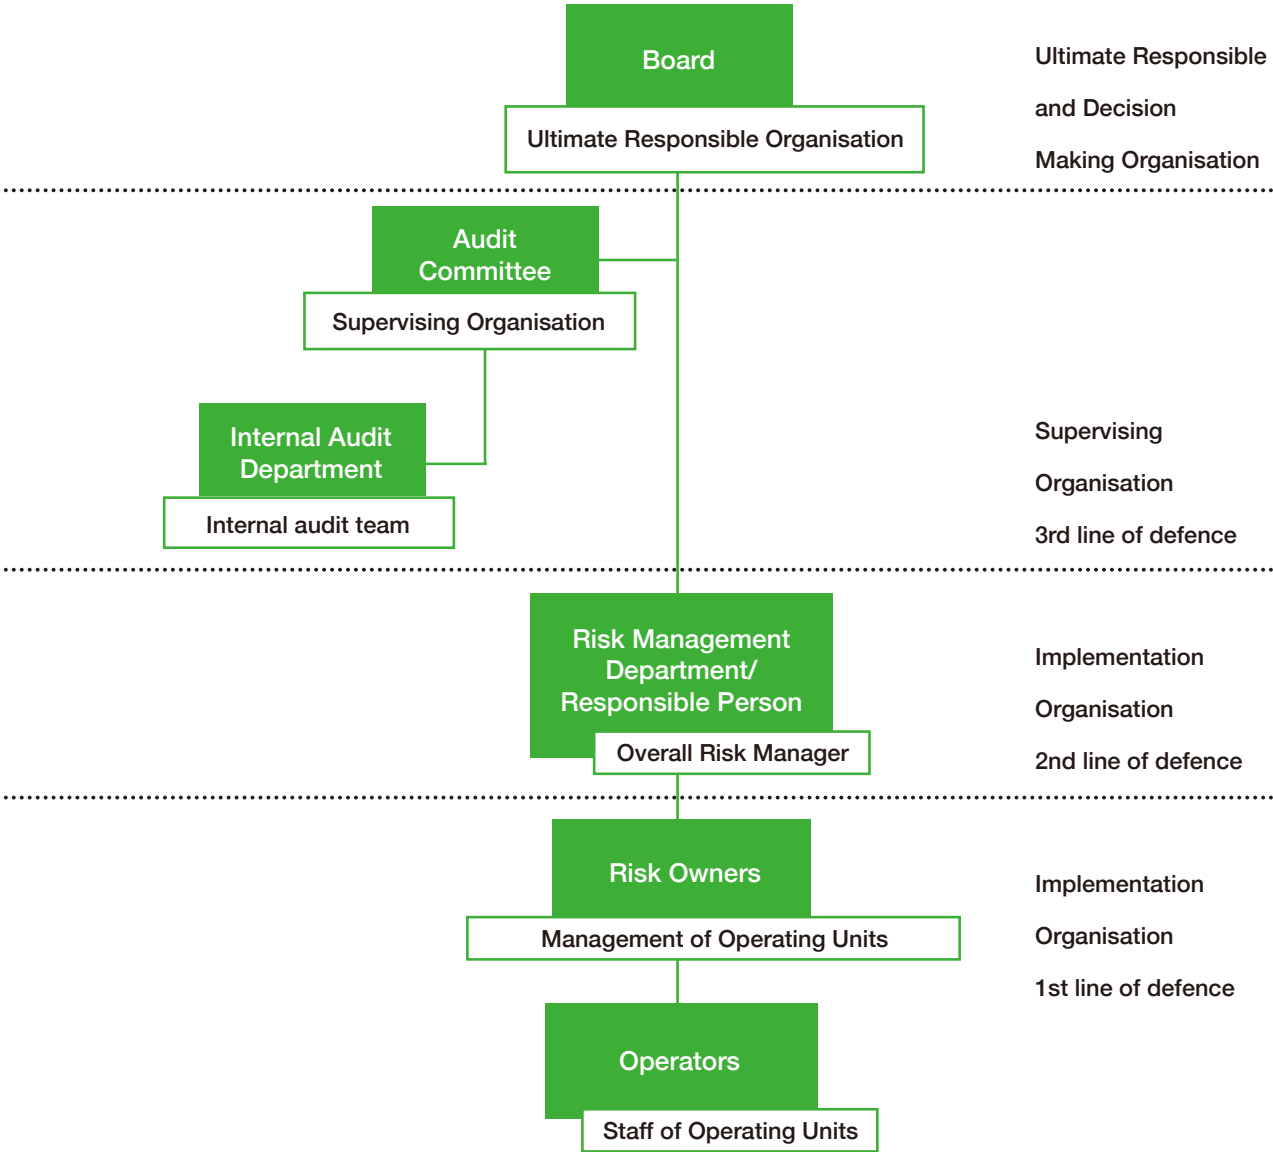 Board
Ultimate Responsible Organisation
Ultimate Responsible
and Decision
Making Organisation
Audit
Committee
Supervising Organisation
Internal Audit
Department
Internal audit team
Supervising
Organisation
3rd line of defence
Risk Management
Department/
Responsible Person
Overall Risk Manager
Implementation
Organisation
2nd line of defence
Risk Owners
Management of Operating Units
Implementation
Organisation
1st line of defence
Operators
Staff of Operating Units